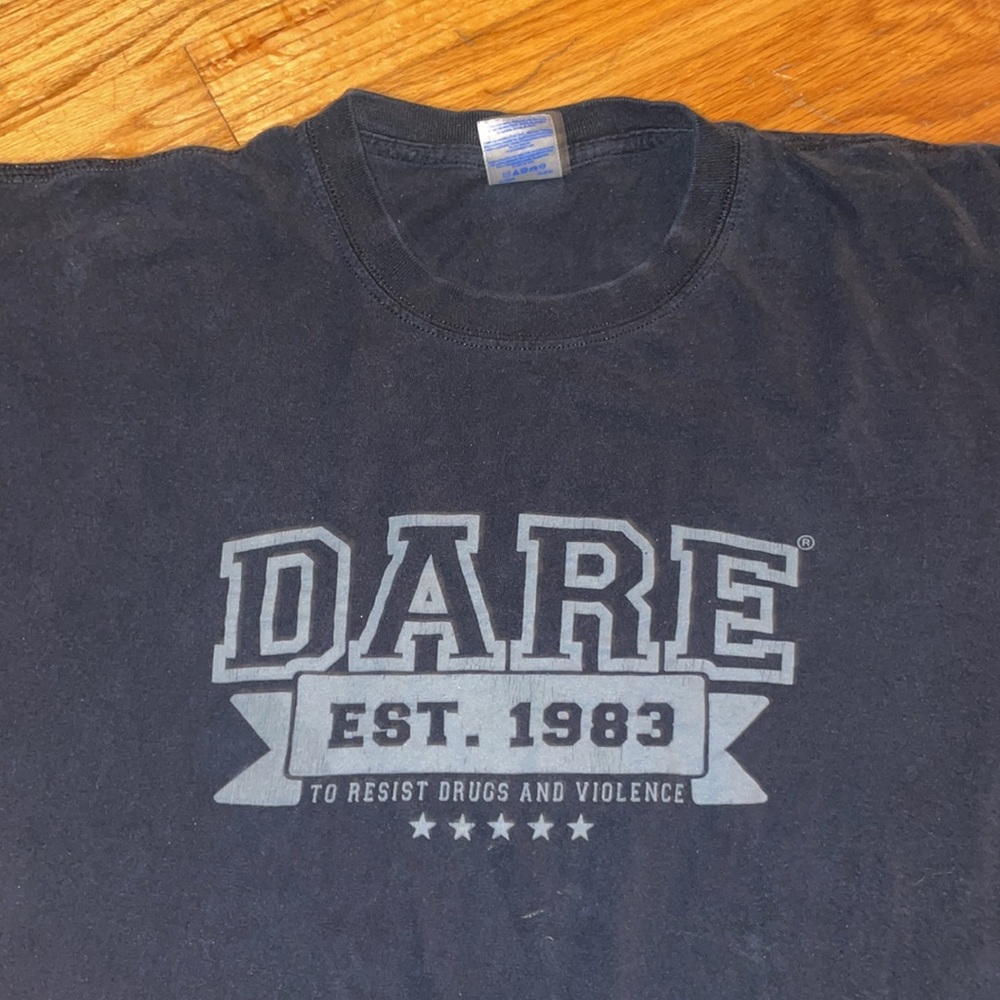 DARE®
EST. 1983
TO RESIST DRUGS AND VIOLENCE